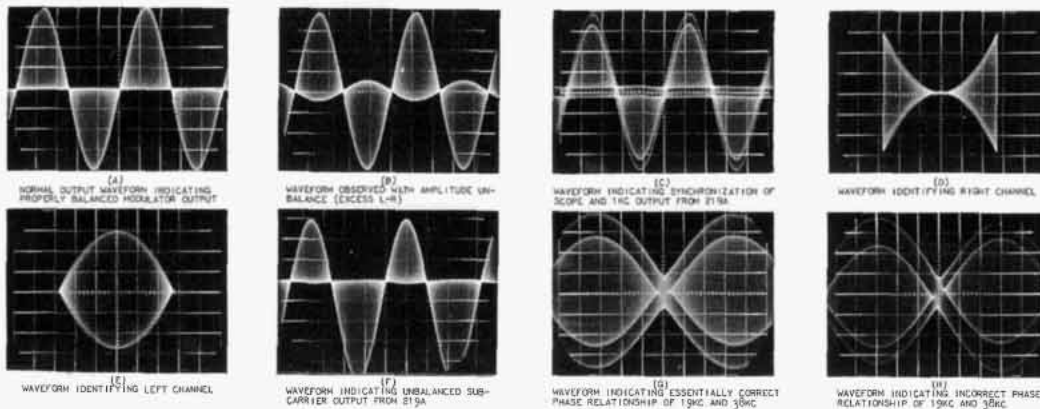 (A)
NORMAL OUTPUT WAVEFORM INDICATING
PROPERLY BALANCED MODULATOR OUTPUT
(B)
WAVEFORM OBSERVED WITH AMPLITUDE UN-
BALANCE (EXCESS L-R)
(C)
WAVEFORM INDICATING SYNCHRONIZATION OF
SCOPE AND 1KC OUTPUT FROM 219A
(D)
WAVEFORM IDENTIFYING RIGHT CHANNEL
(E)
WAVEFORM IDENTIFYING LEFT CHANNEL
(F)
WAVEFORM INDICATING UNBALANCED SUB-
CARRIER OUTPUT FROM 219A
(G)
WAVEFORM INDICATING ESSENTIALLY CORRECT
PHASE RELATIONSHIP OF 19KC AND 38KC
(H)
WAVEFORM INDICATING INCORRECT PHASE
RELATIONSHIP OF 19KC AND 38KC